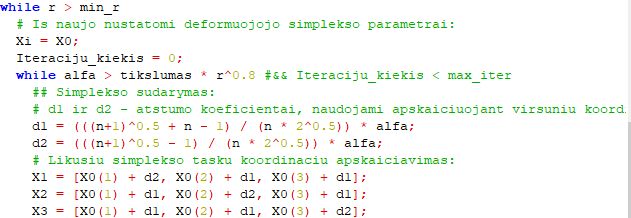 while r > min_r
# Is naujo nustatomi deformuojojo simplekso parametrai:
Xi = X0;
Iteraciju_kiekis = 0;
while alfa > tikslumas * r^0.8 #&& Iteraciju_kiekis < max_iter
## Simplekso sudarymas:
# d1 ir d2 - atstumo koeficientai, naudojami apskaiciuojant virsuniu koord
d1 = (((n+1)^0.5 + n - 1) / (n * 2^0.5)) * alfa;
d2 = (((n+1)^0.5 - 1) / (n * 2^0.5)) * alfa;
# Likusiu simplekso tasku koordinaciu apskaiciavimas:
X1 = [X0(1) + d2, X0(2) + d1, X0(3) + d1];
X2 = [X0(1) + d1, X0(2) + d2, X0(3) + d1];
X3 = [X0(1) + d1, X0(2) + d1, X0(3) + d2];